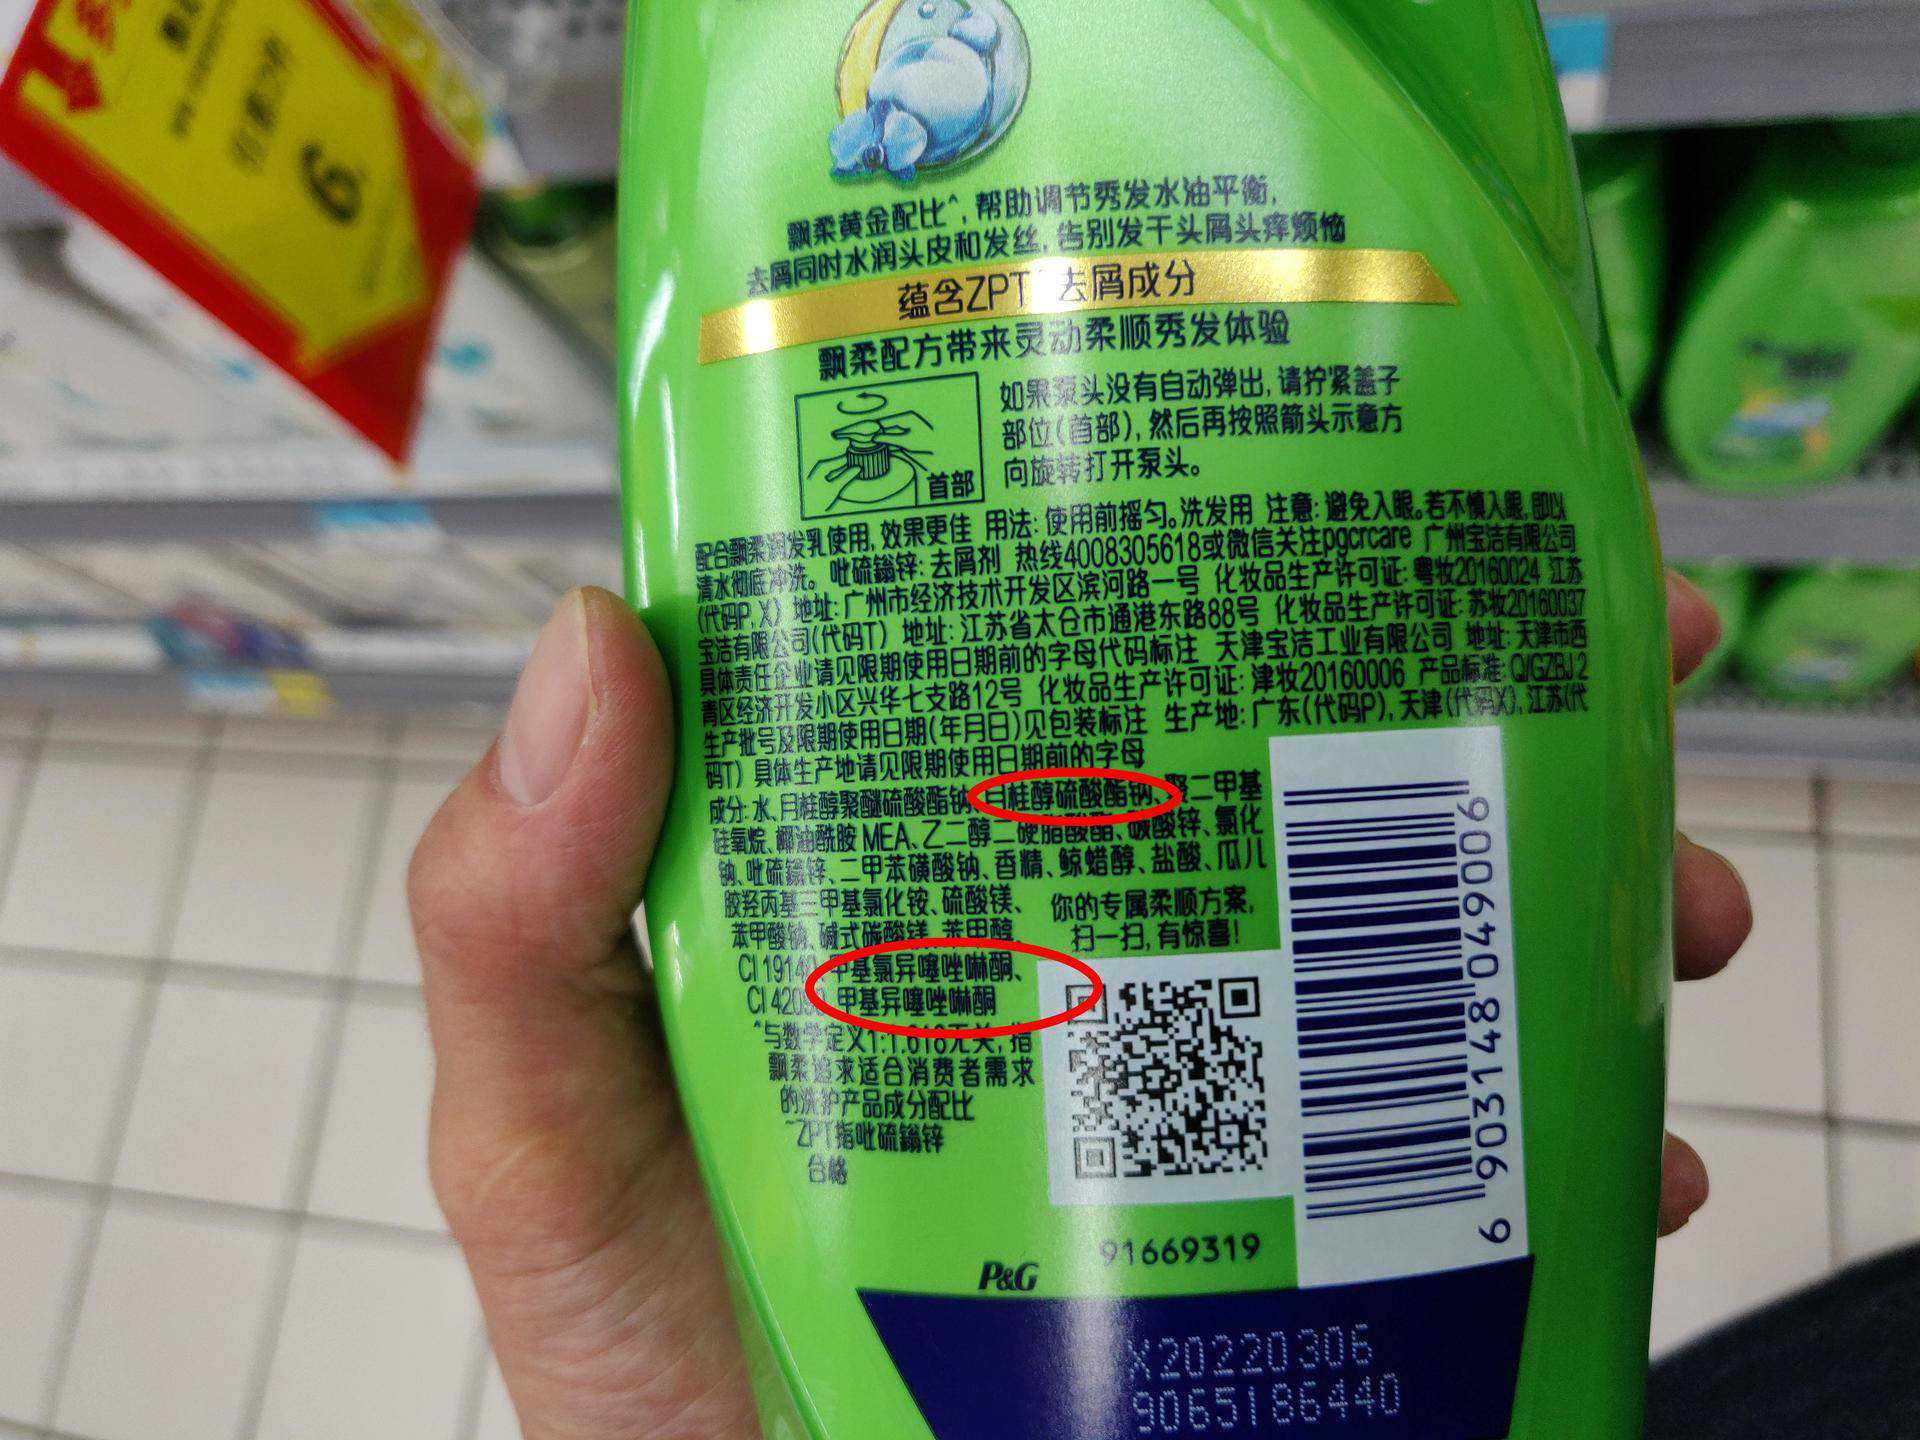 飘柔黄金配比^,帮助调节秀发水油平衡,
去屑同时水润头皮和发丝,告别发干头屑头痒烦恼
蕴含ZPT 去屑成分
飘柔配方带来灵动柔顺秀发体验
如果泵头没有自动弹出,请拧紧盖子
部位(首部),然后再按照箭头示意方
向旋转打开泵头。
首部
配合飘柔润发乳使用,效果更佳 用法:使用前摇匀。洗发用 注意:避免入眼。若不慎入眼,即以
清水彻底冲洗。吡硫鎓锌:去屑剂 热线4008305618或微信关注pgcrcare 广州宝洁有限公司
(代码P, X) 地址:广州市经济技术开发区滨河路一号 化妆品生产许可证:粤妆20160024 江苏
宝洁有限公司(代码T) 地址:江苏省太仓市通港东路88号 化妆品生产许可证:苏妆20160037
具体责任企业请见限期使用日期前的字母代码标注 天津宝洁工业有限公司 地址:天津市西
青区经济开发小区兴华七支路12号 化妆品生产许可证:津妆20160006 产品标准:Q/GZBJ 2
生产批号及限期使用日期(年月日)见包装标注 生产地:广东(代码P),天津(代码X),江苏(代
码T) 具体生产地请见限期使用日期前的字母
成分:水、月桂醇聚醚硫酸酯钠、月桂醇硫酸酯钠、聚二甲基
硅氧烷、椰油酰胺 MEA、乙二醇二硬脂酸酯、碳酸锌、氯化
钠、吡硫鎓锌、二甲苯磺酸钠、香精、鲸蜡醇、盐酸、瓜儿
胶羟丙基三甲基氯化铵、硫酸镁、
苯甲酸钠、碱式碳酸镁、苯甲醇、
CI 19140、甲基氯异噻唑啉酮、
CI 42090、甲基异噻唑啉酮
^与数学定义1:1.618无关,指
飘柔追求适合消费者需求
的洗护产品成分配比
~ZPT指吡硫鎓锌
合格
你的专属柔顺方案,
扫一扫,有惊喜!
6 903148 049006
91669319
P&G
X20220306
9065186440